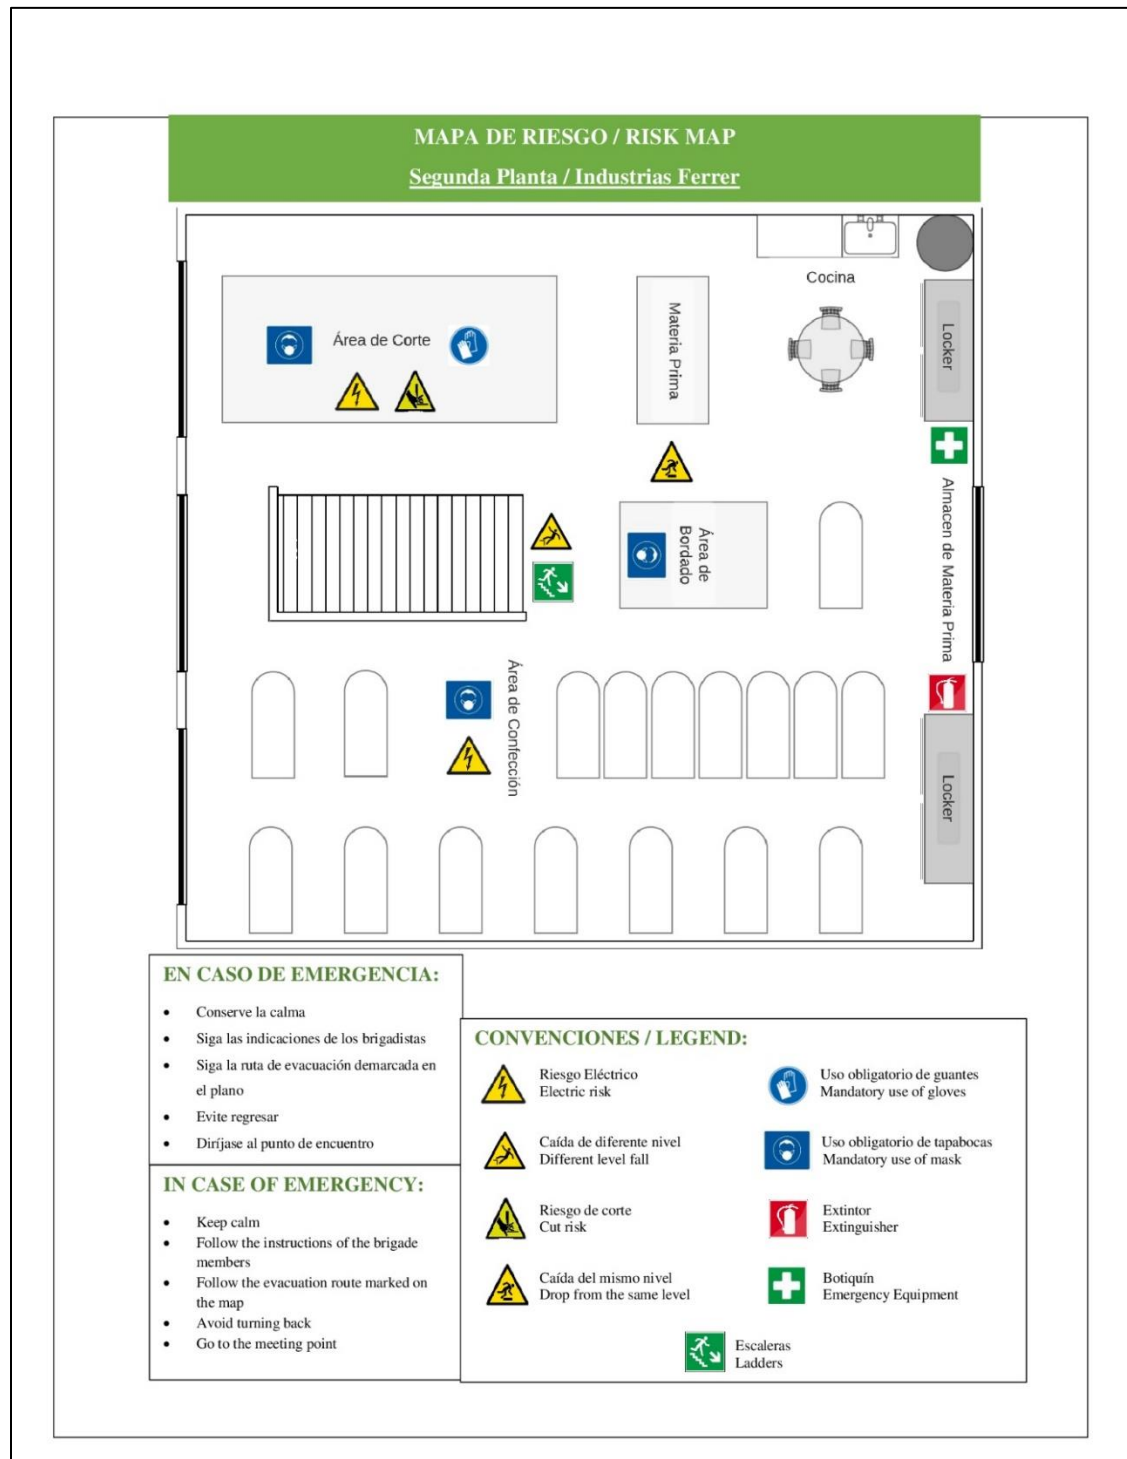 MAPA DE RIESGO / RISK MAP
Segunda Planta / Industrias Ferrer
Cocina
Área de Corte
Materia Prima
Locker
Almacen de Materia Prima
Área de
Bordado
Área de Confección
Locker
EN CASO DE EMERGENCIA:
• Conserve la calma
• Siga las indicaciones de los brigadistas
• Siga la ruta de evacuación demarcada en
el plano
• Evite regresar
• Diríjase al punto de encuentro
IN CASE OF EMERGENCY:
• Keep calm
• Follow the instructions of the brigade
members
• Follow the evacuation route marked on
the map
• Avoid turning back
• Go to the meeting point
CONVENCIONES / LEGEND:
Riesgo Eléctrico
Electric risk
Uso obligatorio de guantes
Mandatory use of gloves
Caída de diferente nivel
Different level fall
Uso obligatorio de tapabocas
Mandatory use of mask
Riesgo de corte
Cut risk
Extintor
Extinguisher
Caída del mismo nivel
Drop from the same level
Botiquín
Emergency Equipment
Escaleras
Ladders